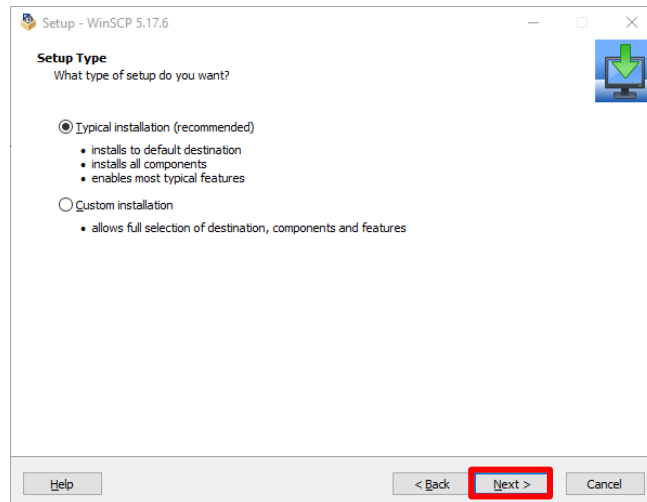 Setup - WinSCP 5.17.6
Setup Type
What type of setup do you want?
Typical installation (recommended)
• installs to default destination
• installs all components
• enables most typical features
Custom installation
• allows full selection of destination, components and features
Help
< Back
Next >
Cancel